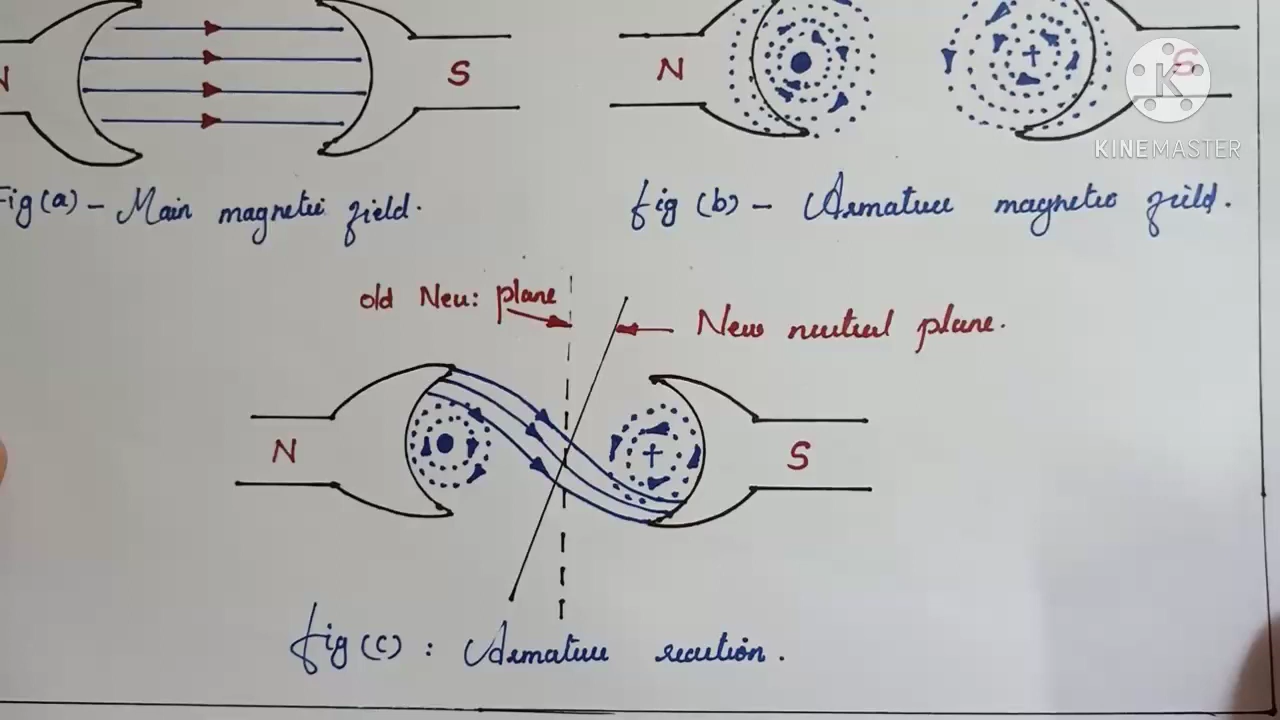 N
S
N
S
K
KINEMASTER
Fig (a) - Main magnetic field.
fig (b) - Armature magnetic field.
old Neu: plane
New neutral plane.
N
S
fig (c) : Armature reaction.